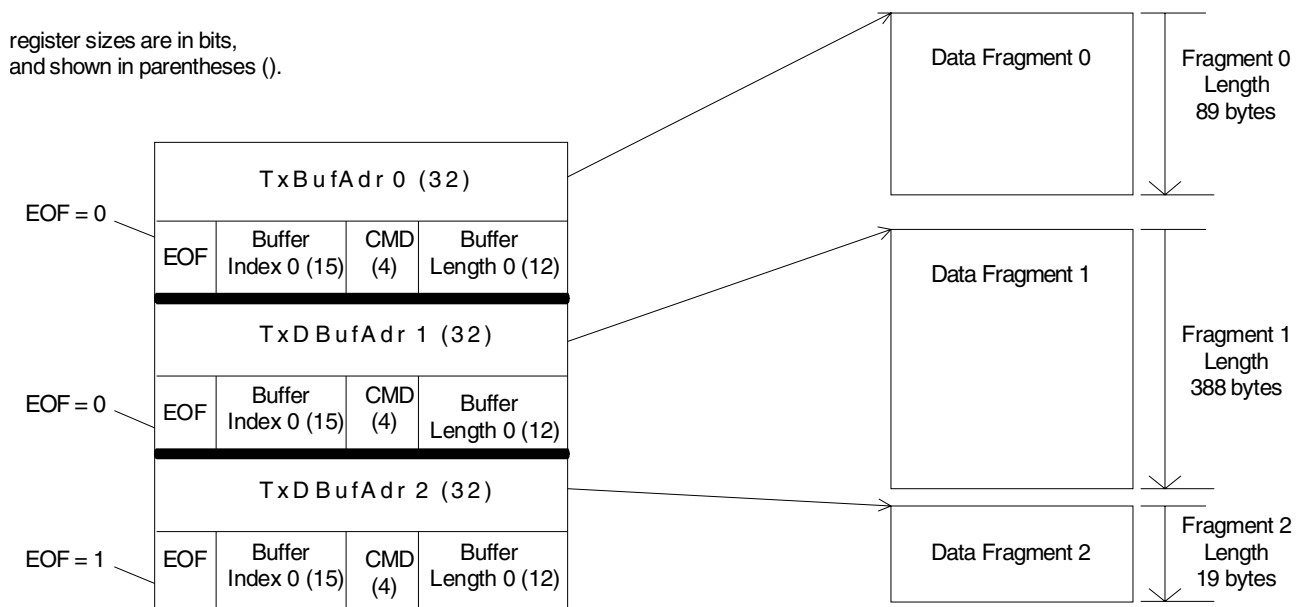 register sizes are in bits,
and shown in parentheses ().
TxBufAdr 0 (32)
EOF = 0
EOF
Buffer
Index 0 (15)
CMD
(4)
Buffer
Length 0 (12)
TxDBufAdr 1 (32)
EOF = 0
EOF
Buffer
Index 0 (15)
CMD
(4)
Buffer
Length 0 (12)
TxDBufAdr 2 (32)
EOF = 1
EOF
Buffer
Index 0 (15)
CMD
(4)
Buffer
Length 0 (12)
Data Fragment 0
Fragment 0
Length
89 bytes
Data Fragment 1
Fragment 1
Length
388 bytes
Data Fragment 2
Fragment 2
Length
19 bytes